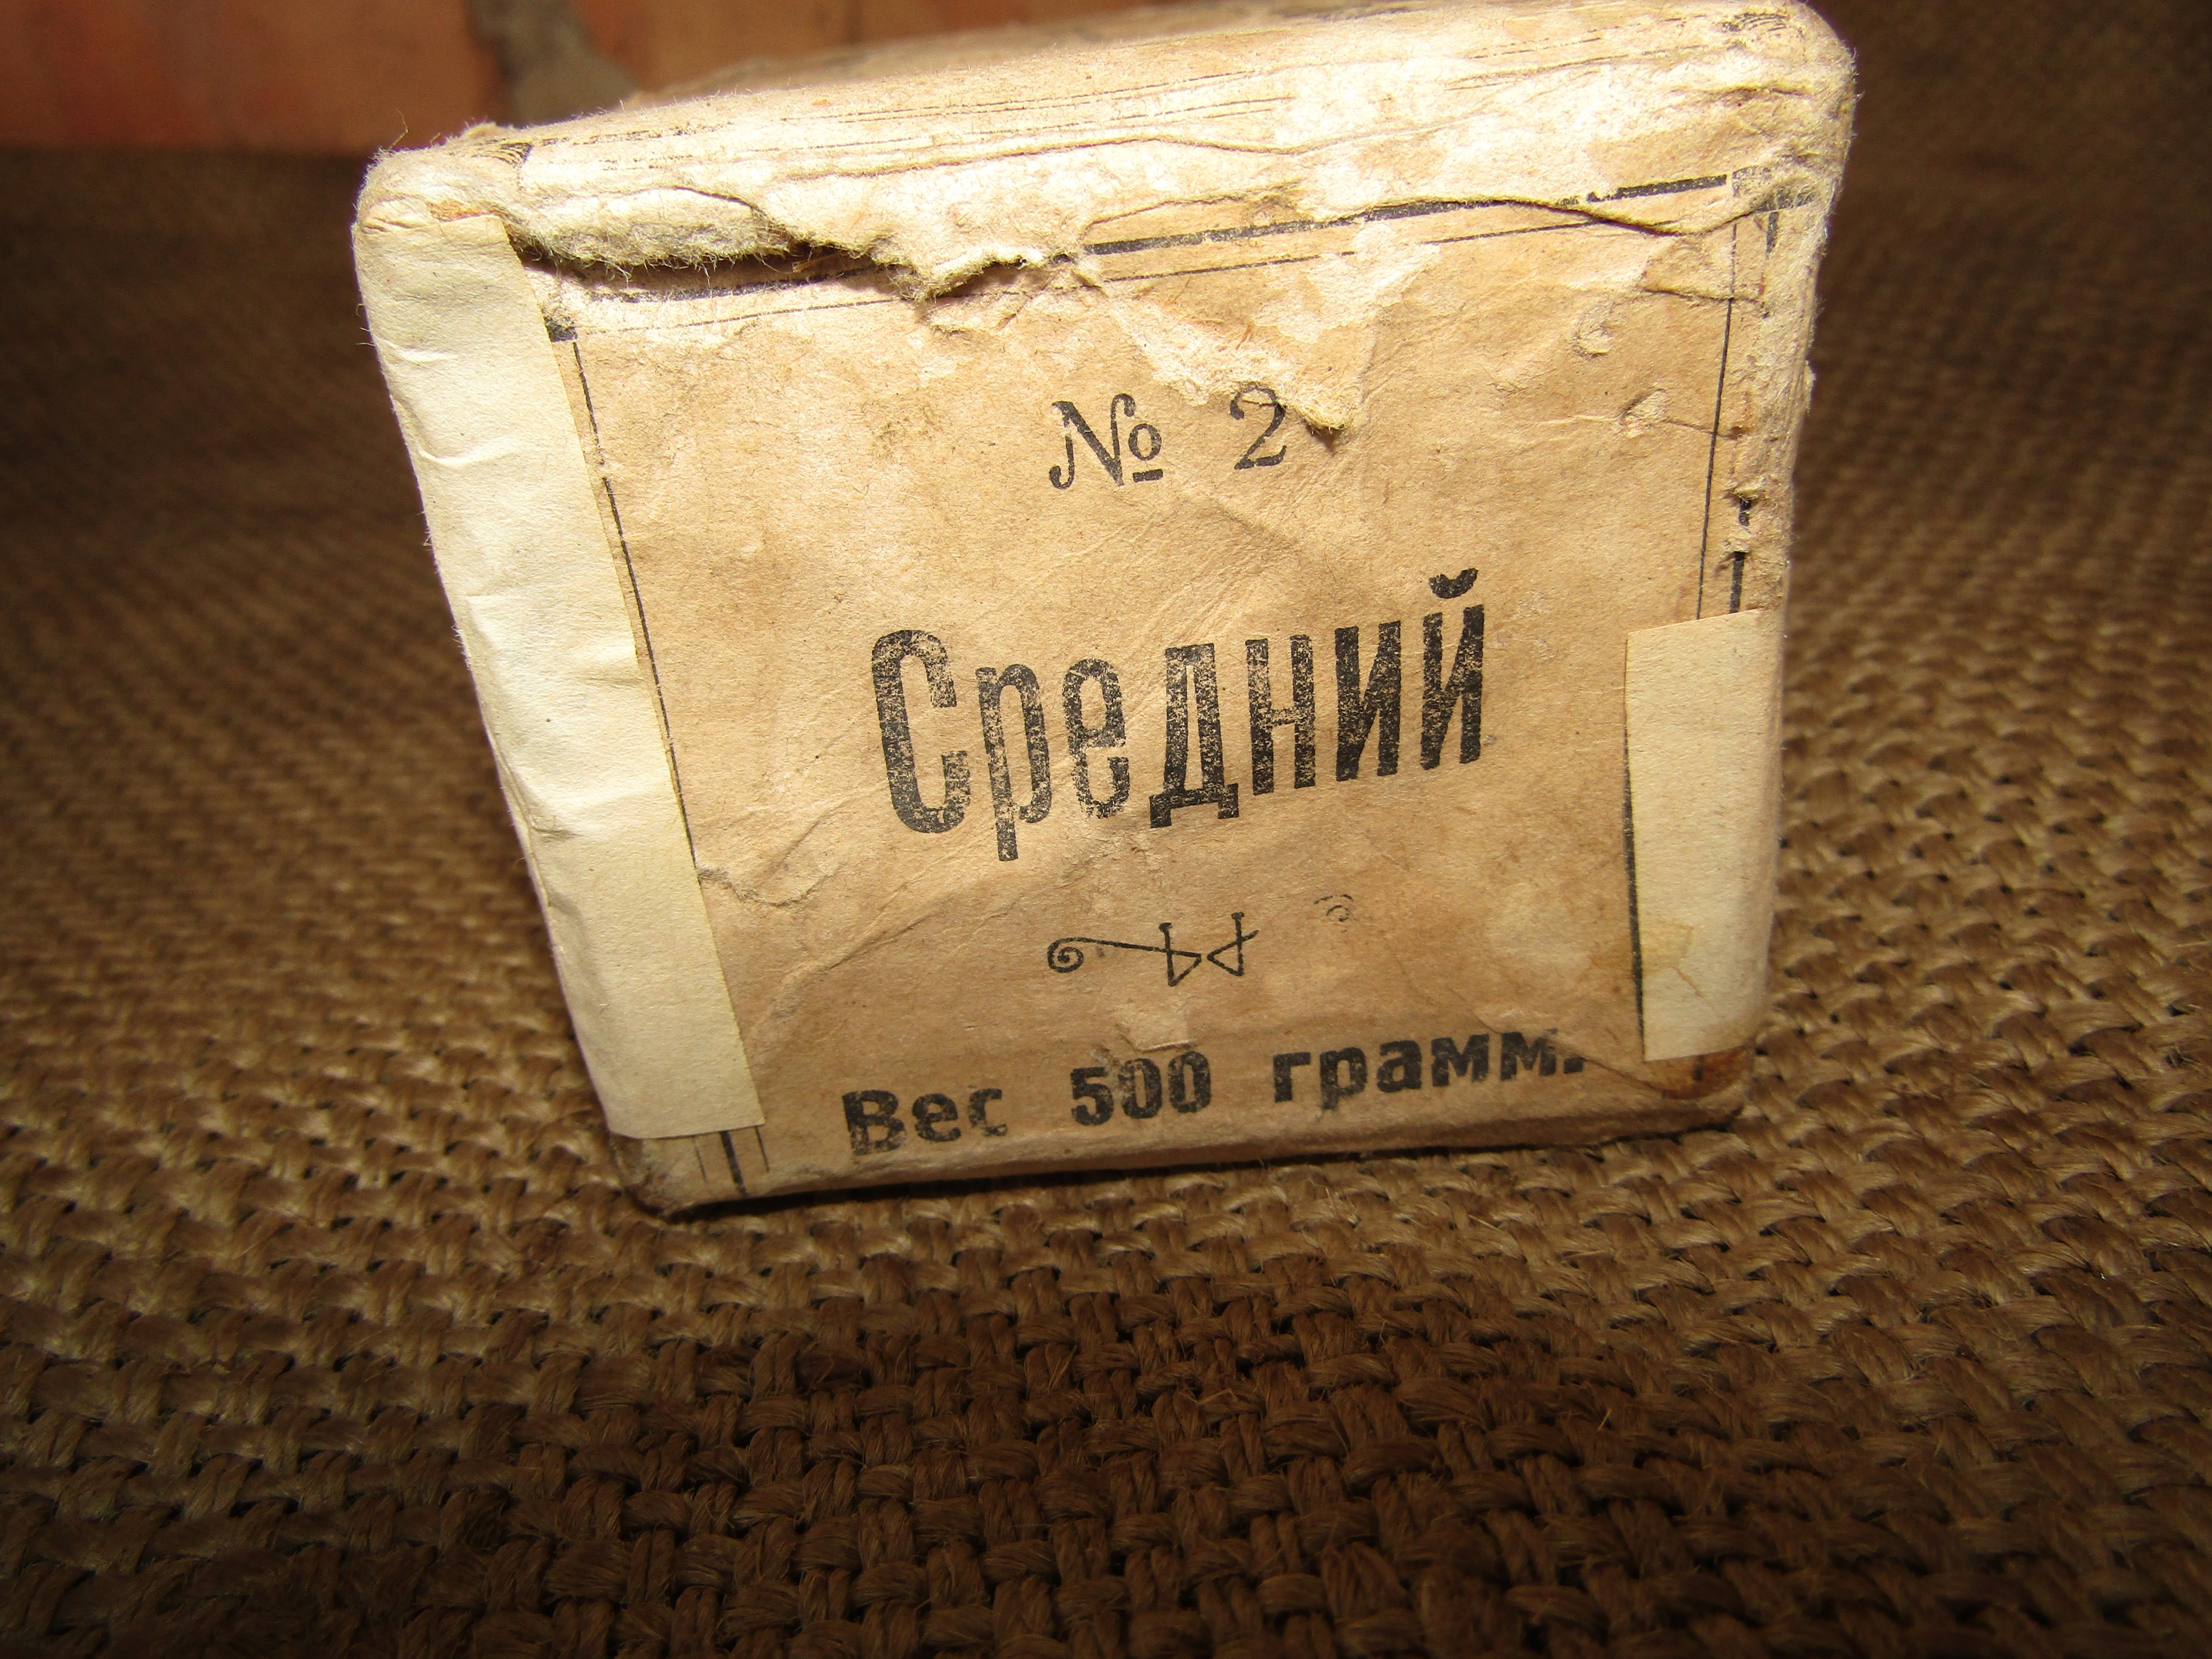 № 2
Средний
Вес 500 грамм.